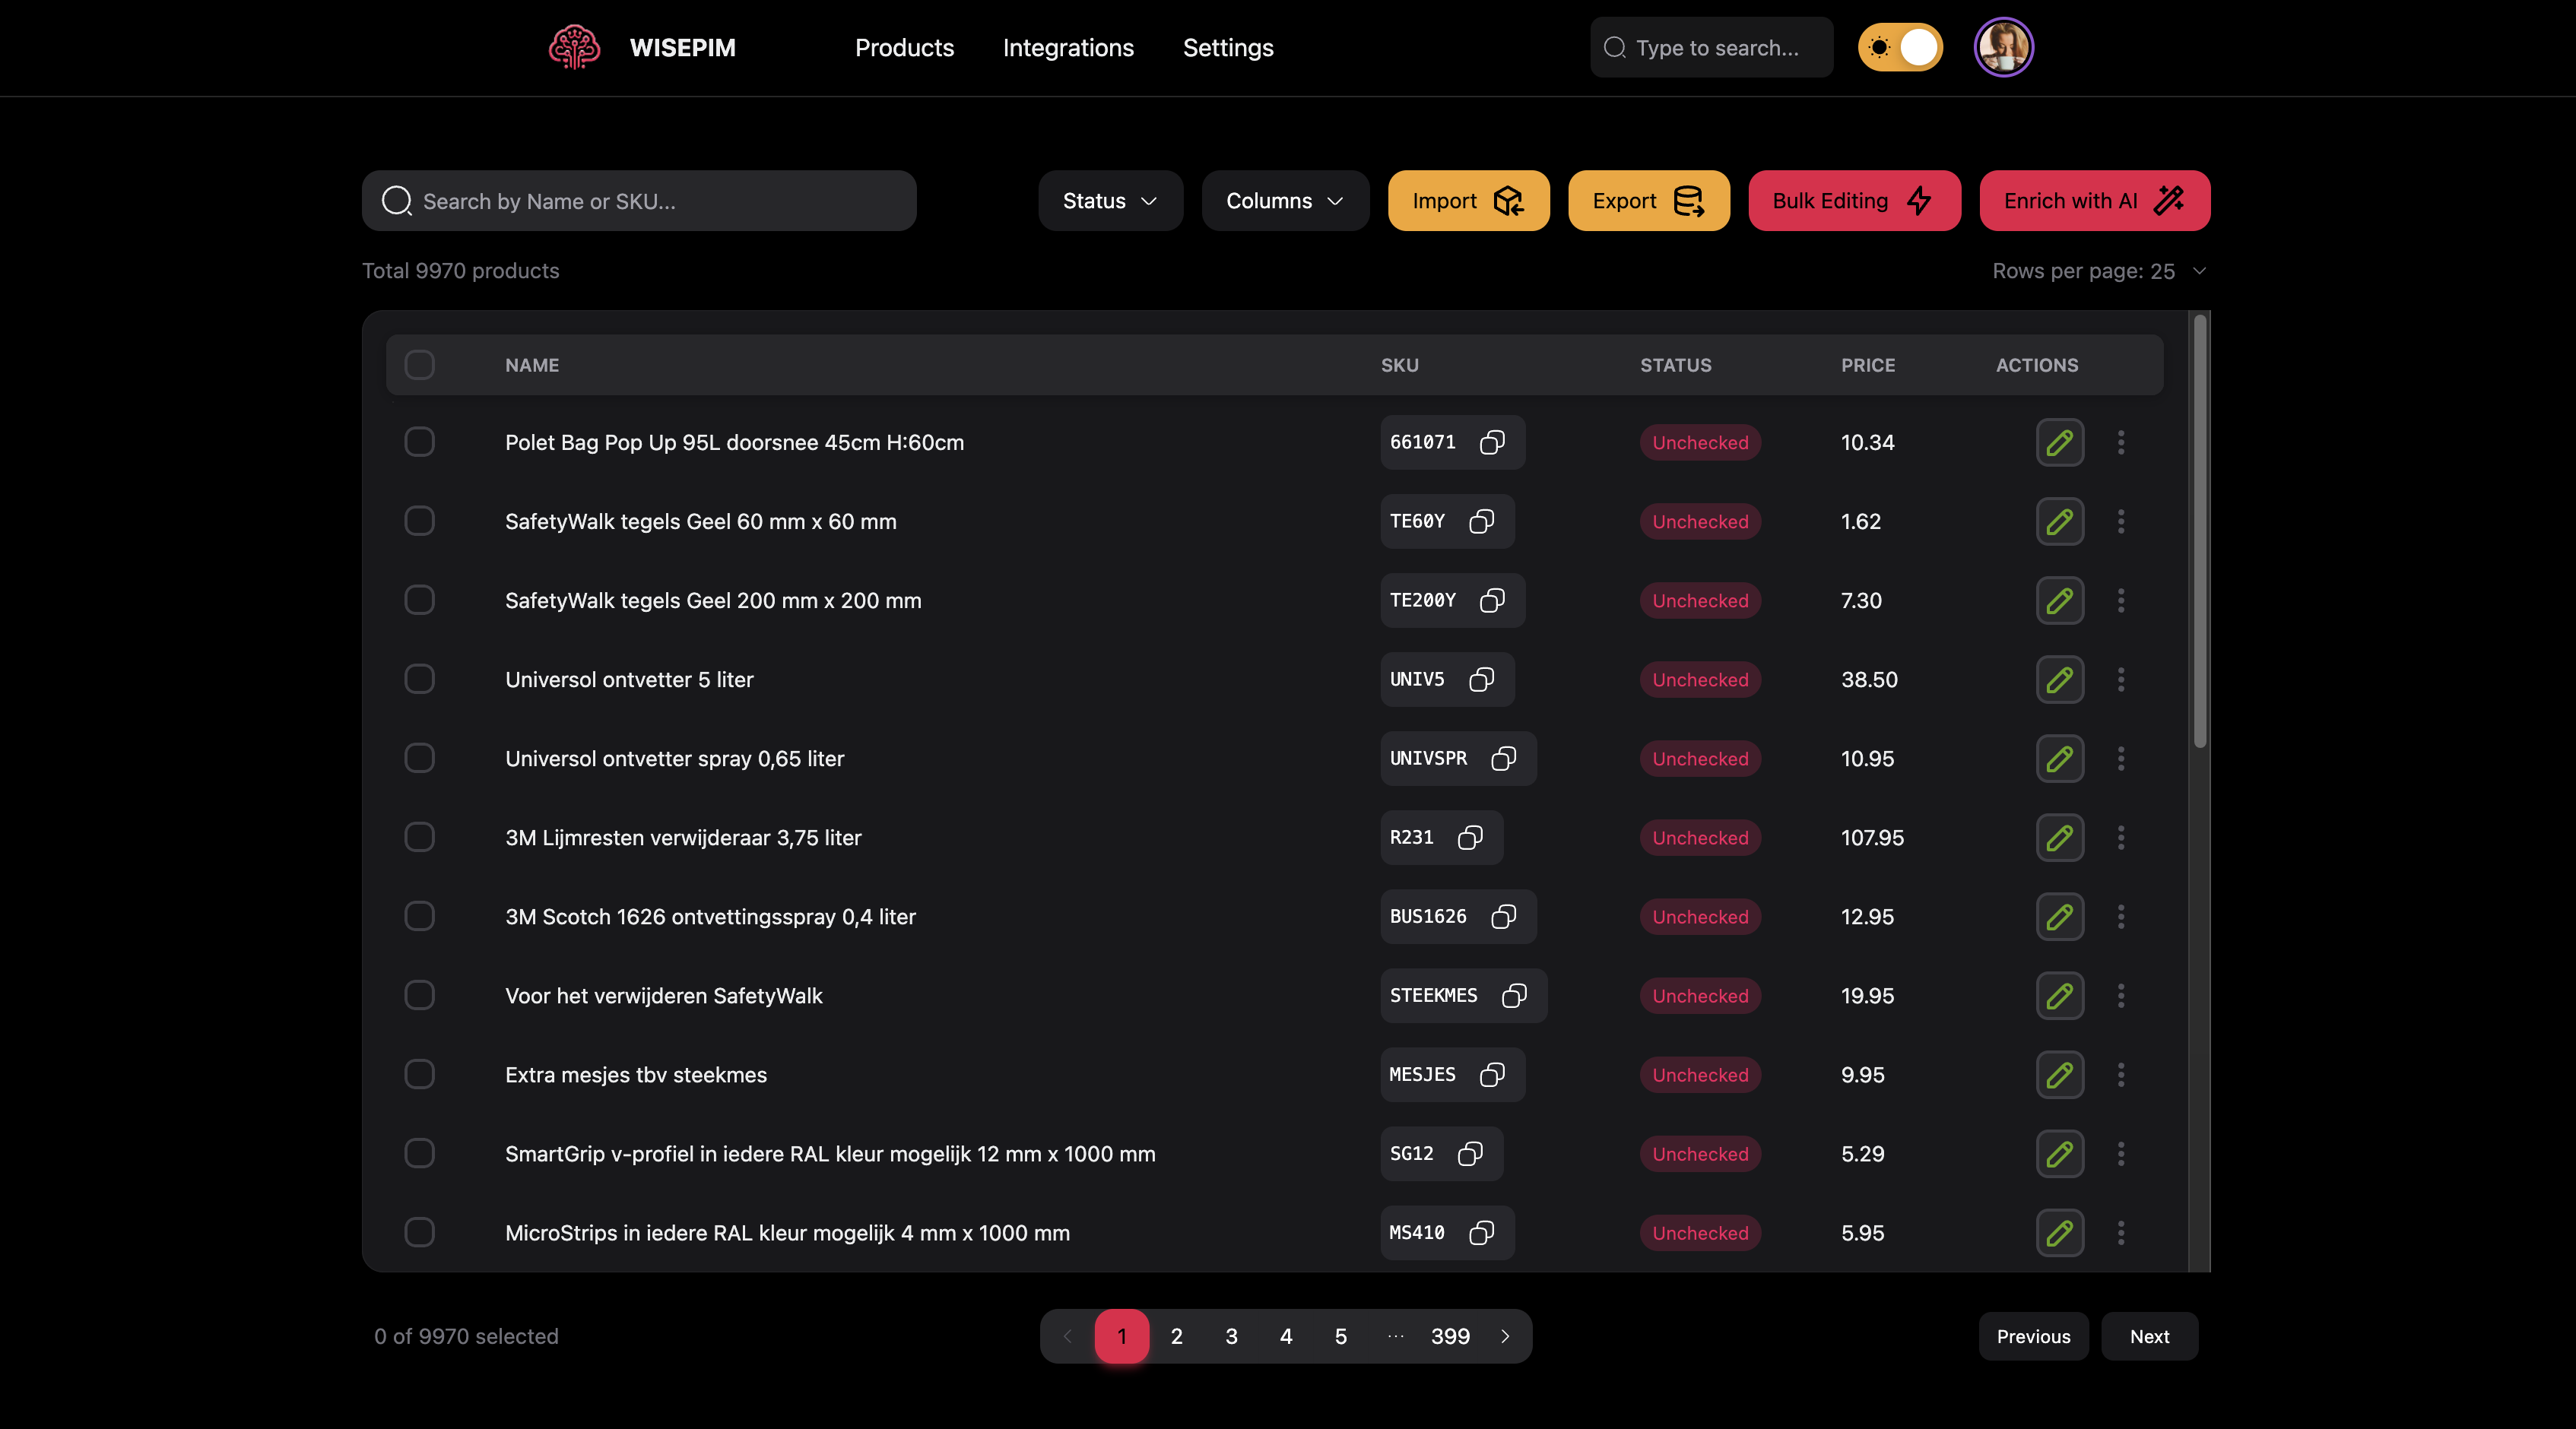 WISEPIM Products Integrations Settings Type to search...
Search by Name or SKU... Status Columns Import Export Bulk Editing Enrich with AI
Total 9970 products Rows per page: 25
NAME SKU STATUS PRICE ACTIONS
Polet Bag Pop Up 95L doorsnee 45cm H:60cm 661071 Unchecked 10.34
SafetyWalk tegels Geel 60 mm x 60 mm TE60Y Unchecked 1.62
SafetyWalk tegels Geel 200 mm x 200 mm TE200Y Unchecked 7.30
Universol ontvetter 5 liter UNIV5 Unchecked 38.50
Universol ontvetter spray 0,65 liter UNIVSPR Unchecked 10.95
3M Lijmresten verwijderaar 3,75 liter R231 Unchecked 107.95
3M Scotch 1626 ontvettingsspray 0,4 liter BUS1626 Unchecked 12.95
Voor het verwijderen SafetyWalk STEEKMES Unchecked 19.95
Extra mesjes tbv steekmes MESJES Unchecked 9.95
SmartGrip v-profiel in iedere RAL kleur mogelijk 12 mm x 1000 mm SG12 Unchecked 5.29
MicroStrips in iedere RAL kleur mogelijk 4 mm x 1000 mm MS410 Unchecked 5.95
0 of 9970 selected 1 2 3 4 5 ... 399 Previous Next